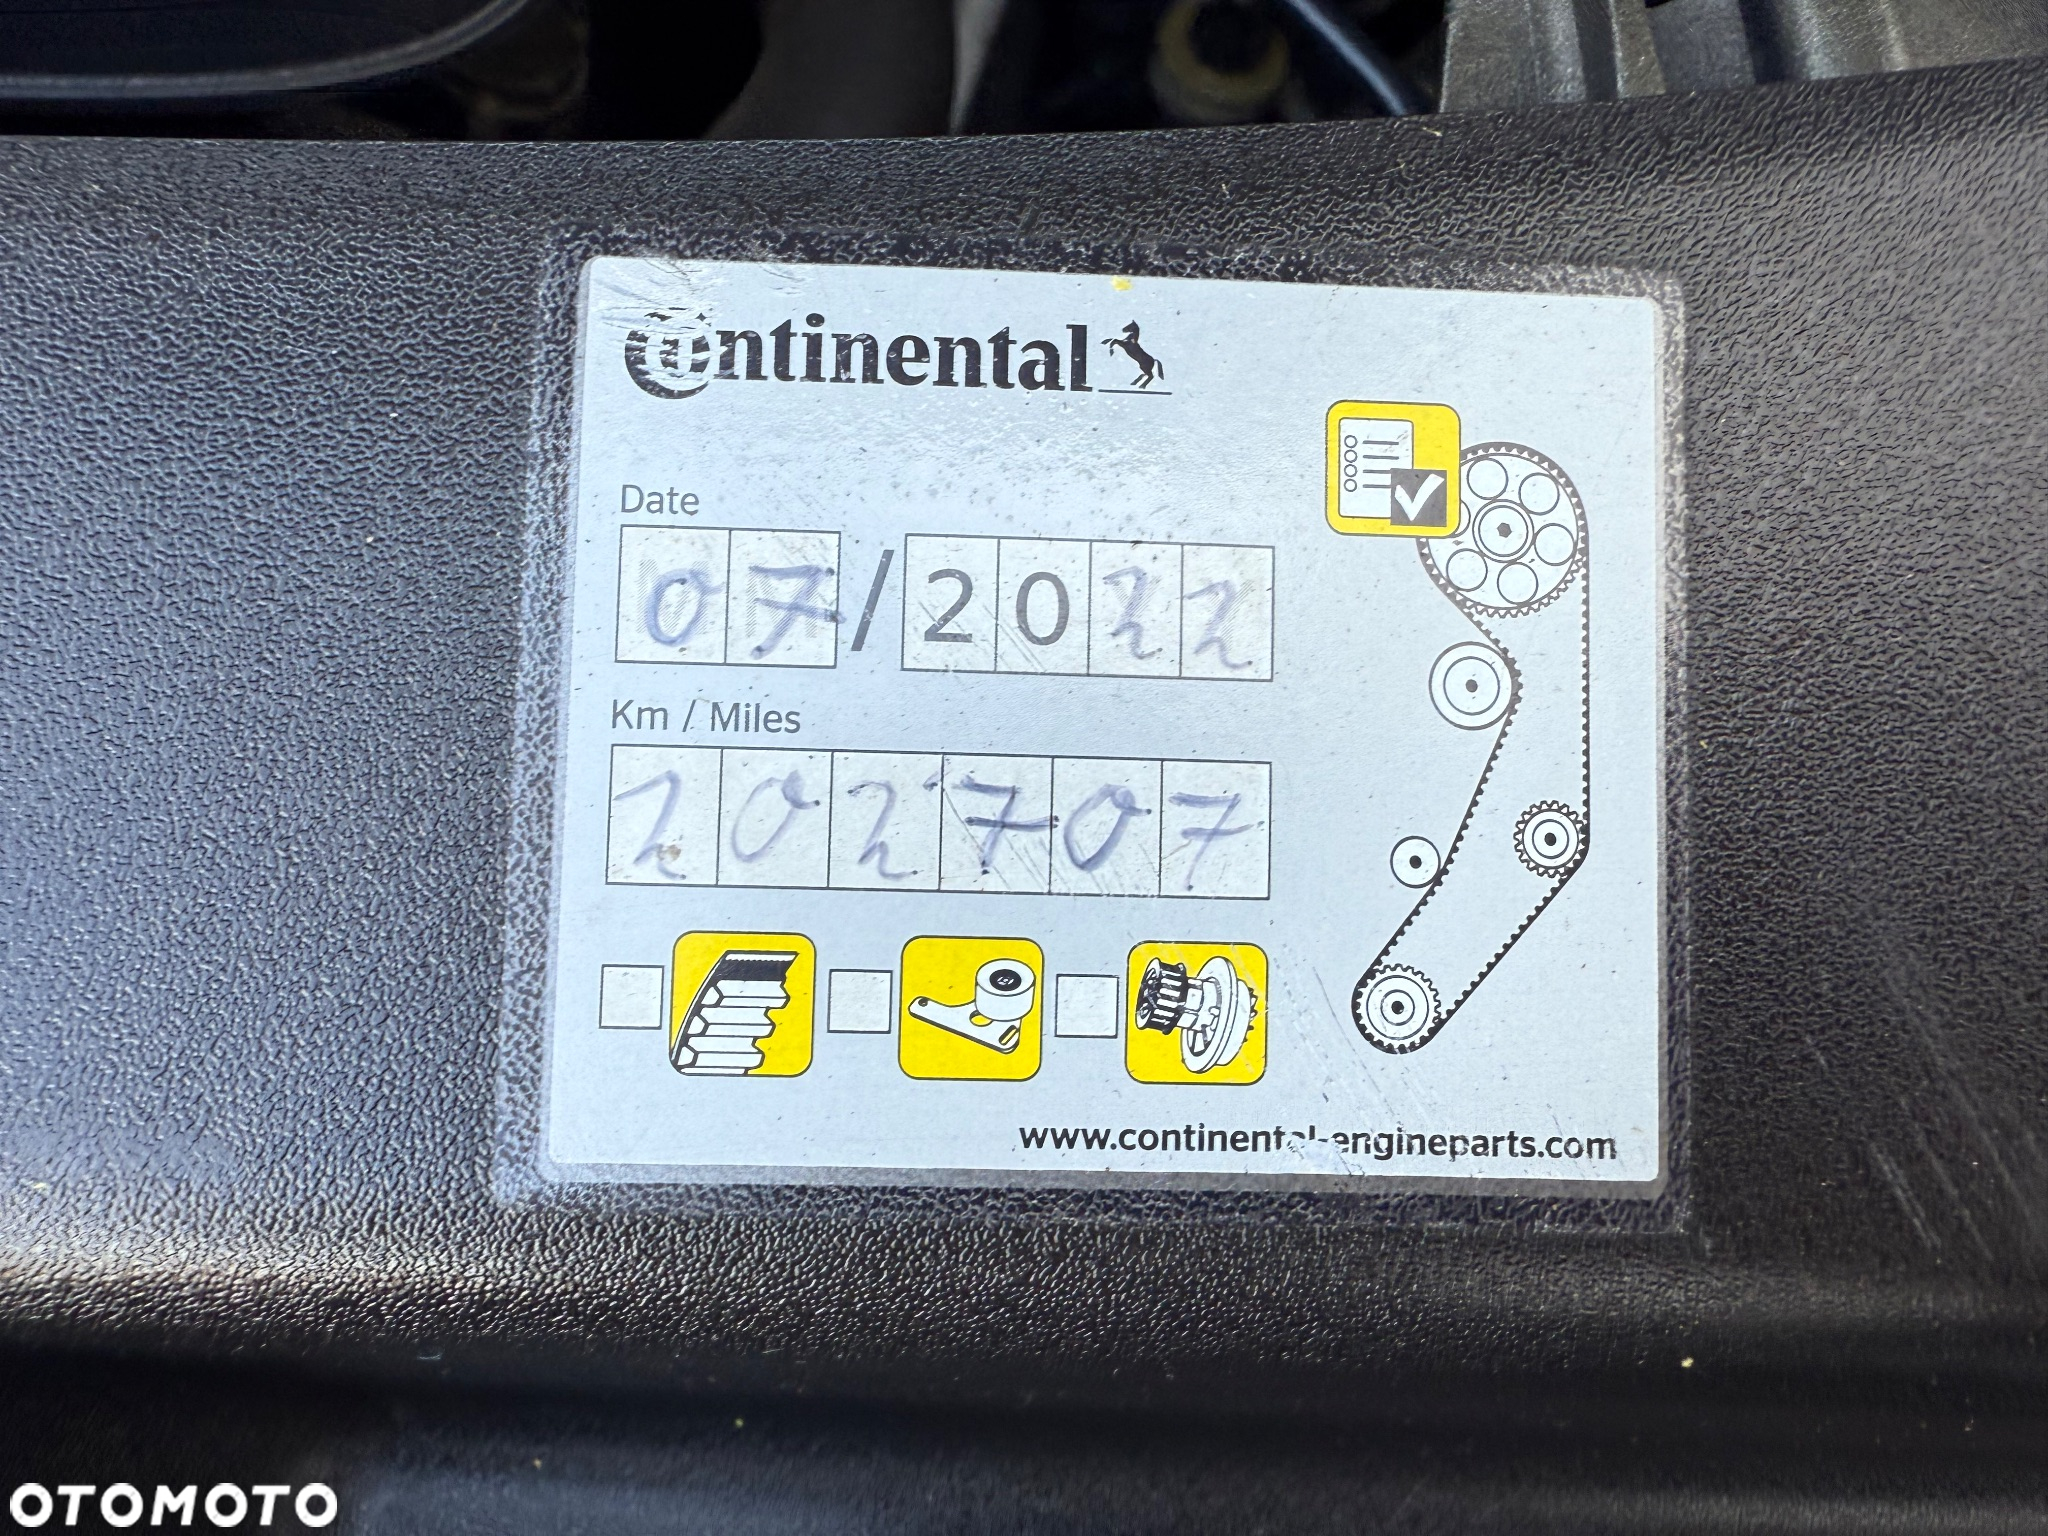 Continental
Date
07/2022
Km / Miles
202707
www.continental-engineparts.com
OTOMOTO